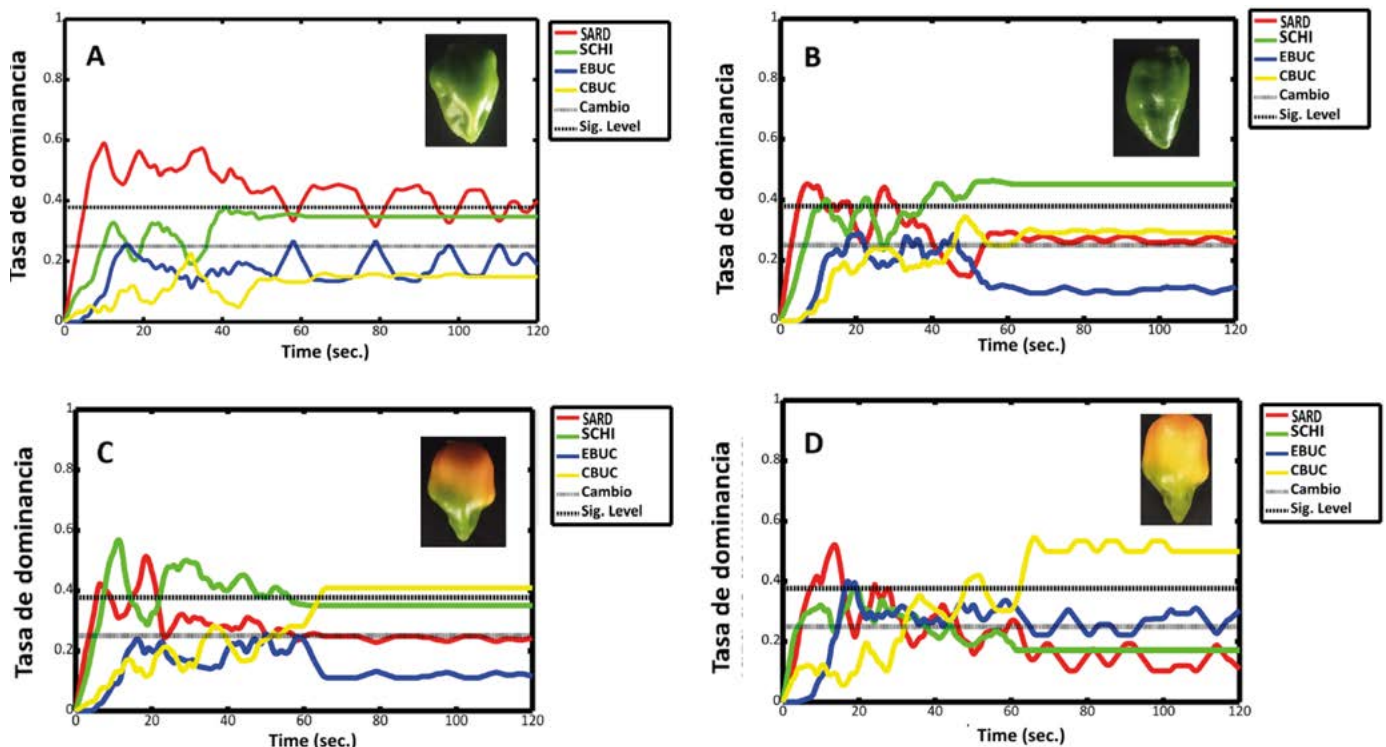 A
Tasa de dominancia
1
0.8
0.6
0.4
0.2
0
0 20 40 60 80 100 120
Time (sec.)
SARD
SCHI
EBUC
CBUC
Cambio
Sig. Level
B
Tasa de dominancia
1
0.8
0.6
0.4
0.2
0
0 20 40 60 80 100 120
Time (sec.)
SARD
SCHI
EBUC
CBUC
Cambio
Sig. Level
C
Tasa de dominancia
1
0.8
0.6
0.4
0.2
0
0 20 40 60 80 100 120
Time (sec.)
SARD
SCHI
EBUC
CBUC
Cambio
Sig. Level
D
Tasa de dominancia
1
0.8
0.6
0.4
0.2
0
0 20 40 60 80 100 120
Time (sec.)
SARD
SCHI
EBUC
CBUC
Cambio
Sig. Level